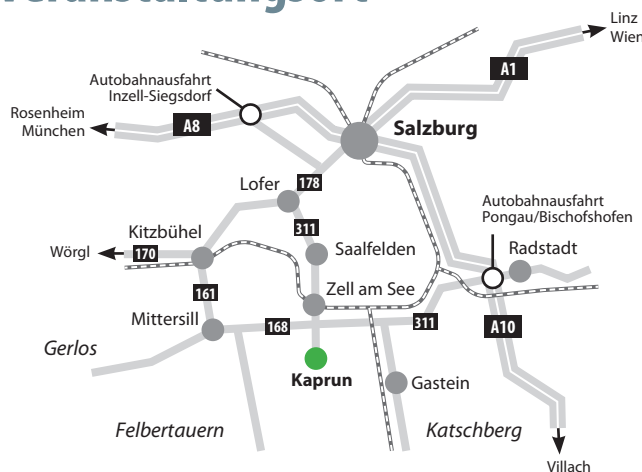 Veranstaltungsort
Linz
Wien
A1
Autobahnausfahrt
Inzell-Siegsdorf
Rosenheim
München
A8
Salzburg
178
Lofer
311
Autobahnausfahrt
Pongau/Bischofshofen
Kitzbühel
Wörgl
170
Saalfelden
Radstadt
161
Zell am See
Mittersill
168
311
A10
Gerlos
Kaprun
Gastein
Felbertauern
Katschberg
Villach